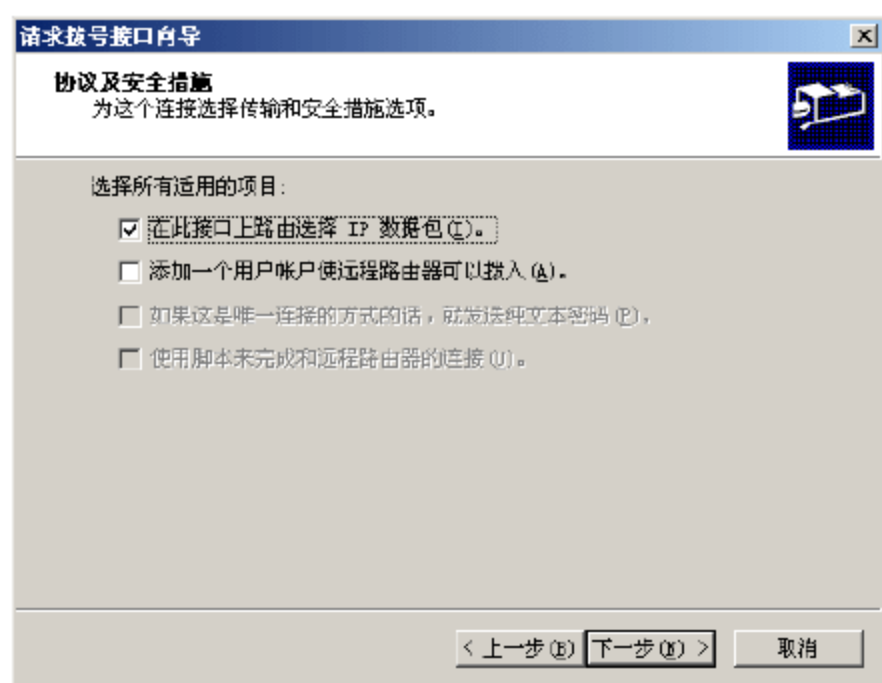 请求拨号接口向导
协议及安全措施
为这个连接选择传输和安全措施选项。
选择所有适用的项目:
在此接口上路由选择 IP 数据包(I)。
添加一个用户帐户使远程路由器可以拨入(A)。
如果这是唯一连接的方式的话，就发送纯文本密码(P)。
使用脚本来完成和远程路由器的连接(U)。
< 上一步(B) 下一步(N) > 取消